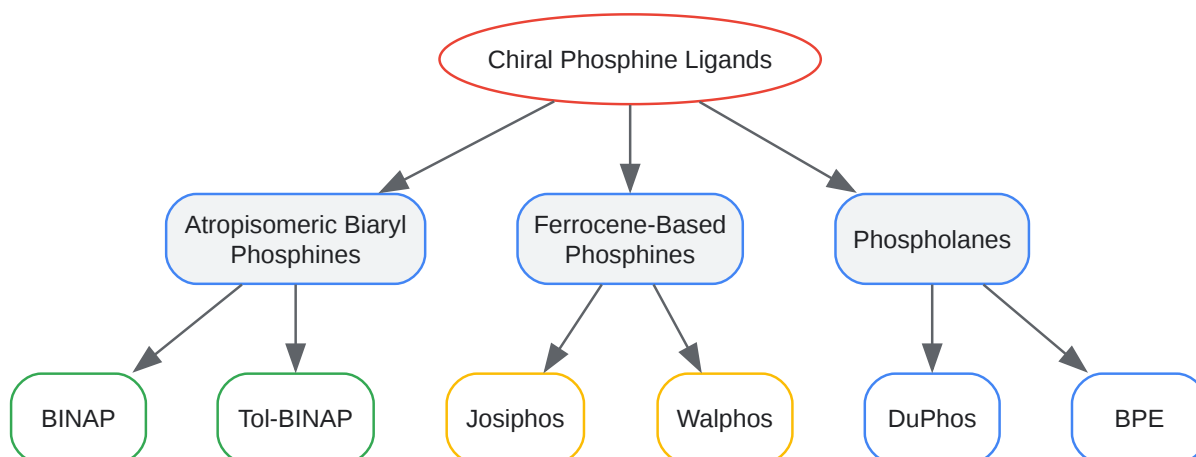 Chiral Phosphine Ligands
Atropisomeric Biaryl
Phosphines
Ferrocene-Based
Phosphines
Phospholanes
BINAP
Tol-BINAP
Josiphos
Walphos
DuPhos
BPE